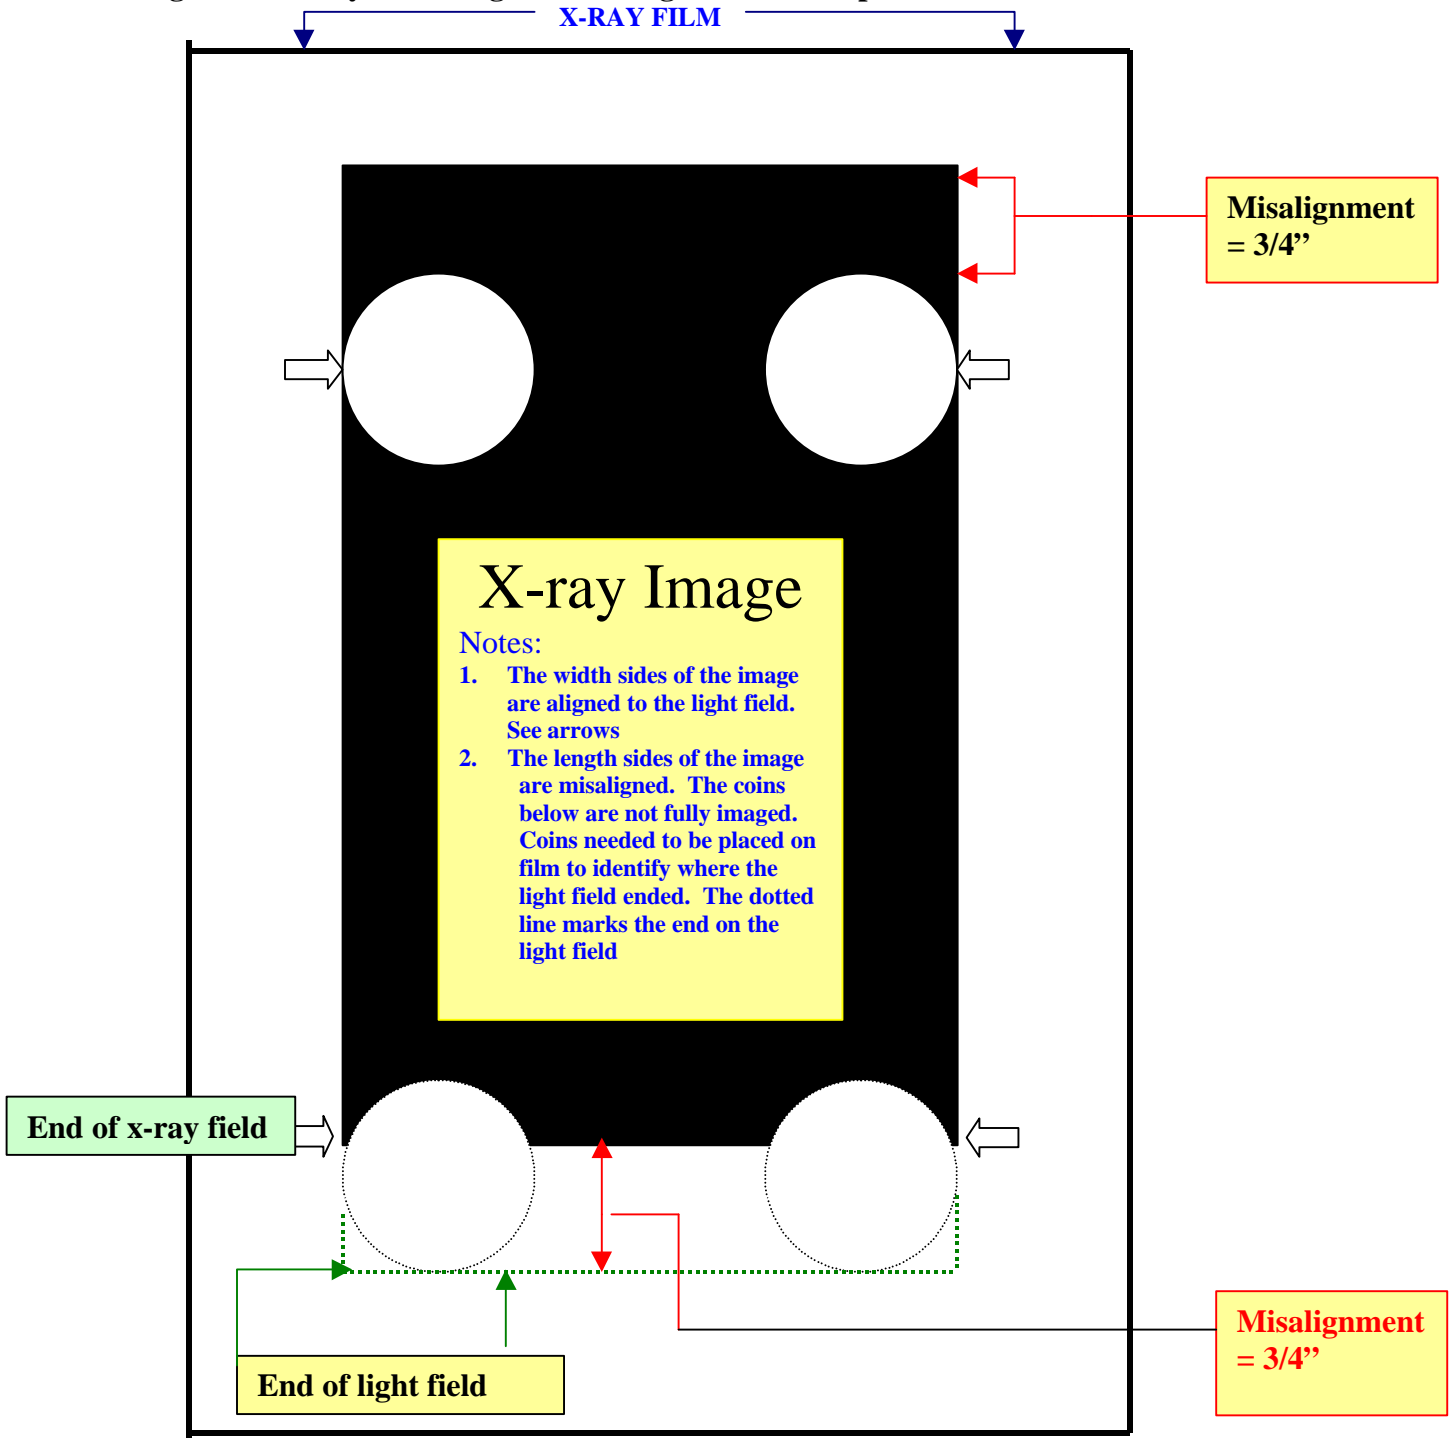 X-RAY FILM
Misalignment
= 3/4”
X-ray Image
Notes:
1. The width sides of the image
are aligned to the light field.
See arrows
2. The length sides of the image
are misaligned. The coins
below are not fully imaged.
Coins needed to be placed on
film to identify where the
light field ended. The dotted
line marks the end on the
light field
End of x-ray field
End of light field
Misalignment
= 3/4”